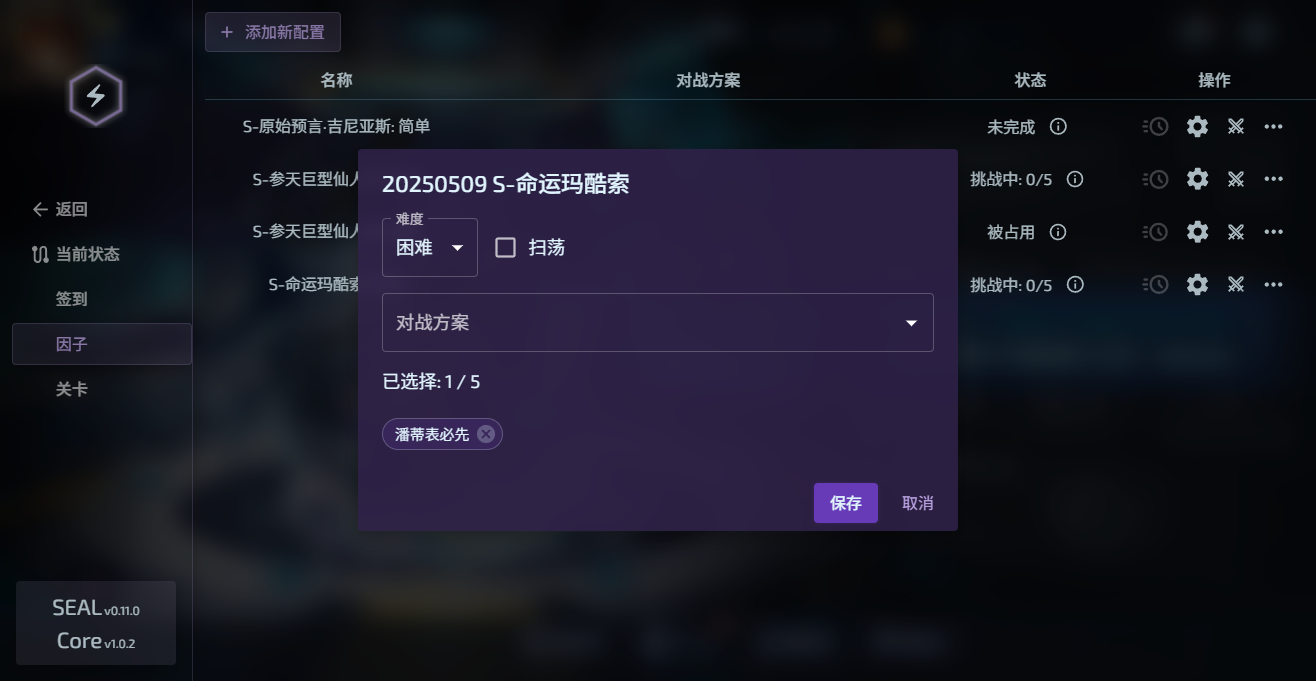 添加新配置
名称 对战方案 状态 操作
S-原始预言·吉尼亚斯: 简单 未完成
S-参天巨型仙人 挑战中: 0/5
S-参天巨型仙人 被占用
S-命运玛酷索 挑战中: 0/5
返回
当前状态
签到
因子
关卡
SEAL v0.11.0
Core v1.0.2
20250509 S-命运玛酷索
难度
困难 扫荡
对战方案
已选择: 1 / 5
潘蒂表必先
保存 取消